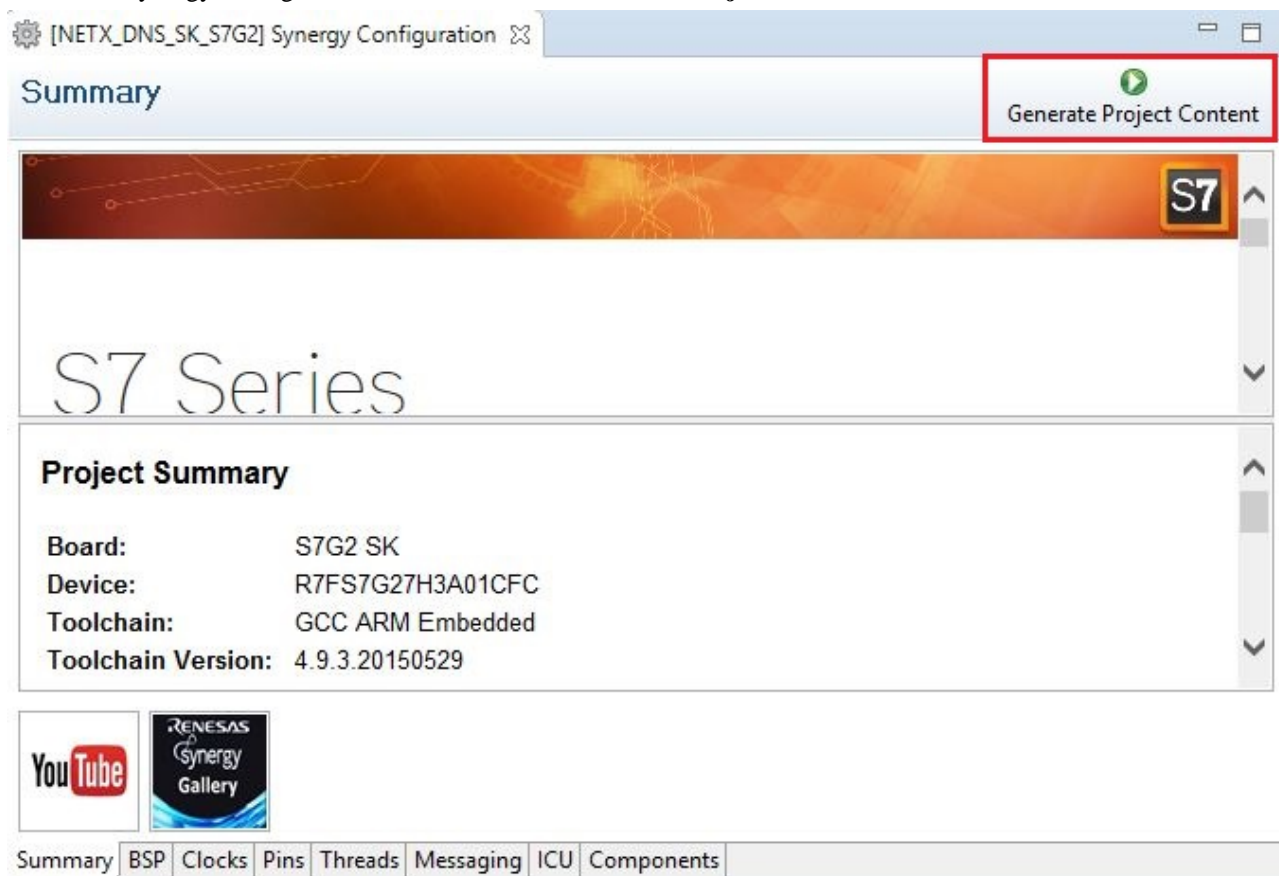 [NETX_DNS_SK_S7G2] Synergy Configuration
Summary
Generate Project Content
S7
S7 Series
Project Summary
Board: S7G2 SK
Device: R7FS7G27H3A01CFC
Toolchain: GCC ARM Embedded
Toolchain Version: 4.9.3.20150529
YouTube
RENESAS
Synergy
Gallery
Summary BSP Clocks Pins Threads Messaging ICU Components